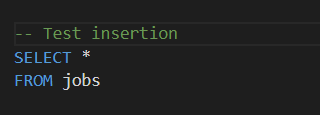 -- Test insertion
SELECT *
FROM jobs